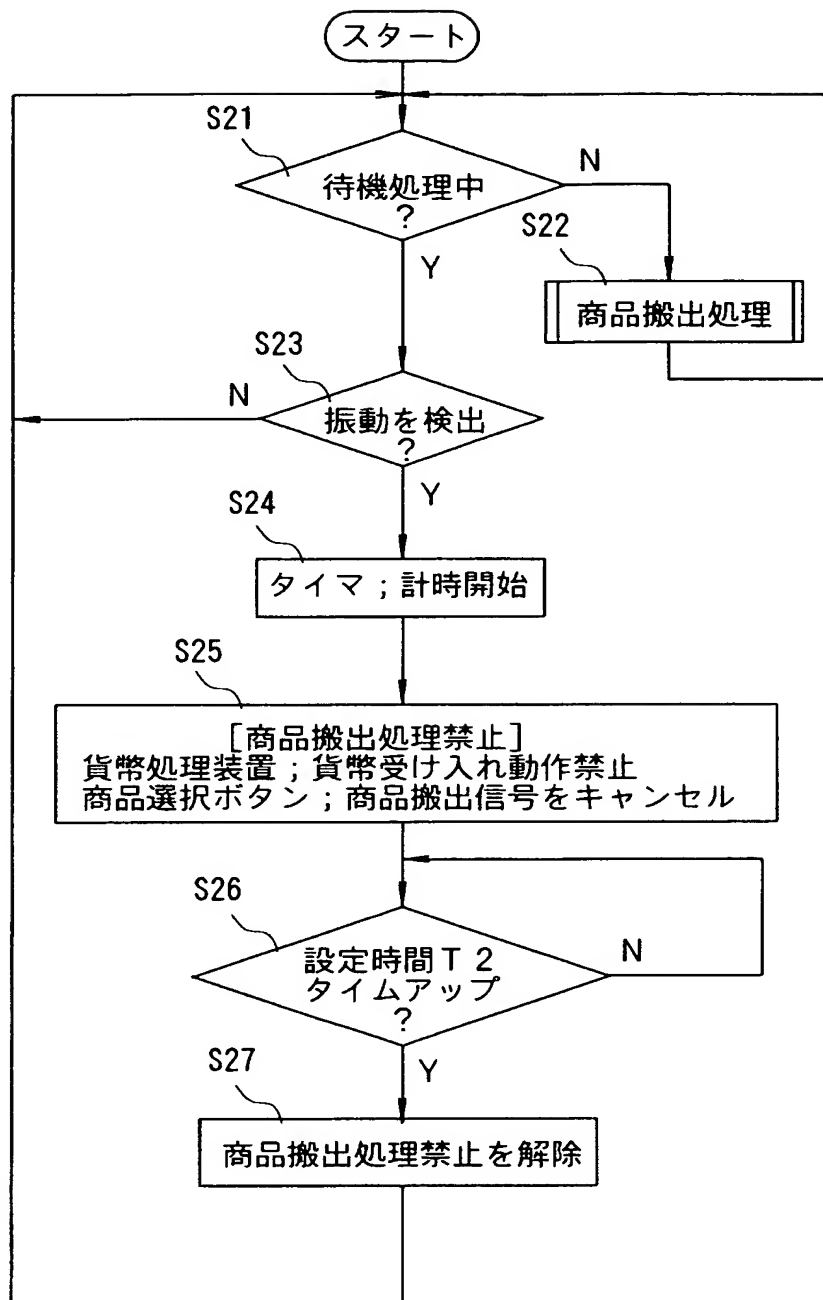 スタート
S21
待機処理中
?
N
Y
S22
商品搬出処理
S23
N
振動を検出
?
Y
S24
タイマ;計時開始
S25
[商品搬出処理禁止]
貨幣処理装置;貨幣受け入れ動作禁止
商品選択ボタン;商品搬出信号をキャンセル
S26
設定時間T2
タイムアップ
?
N
Y
S27
商品搬出処理禁止を解除